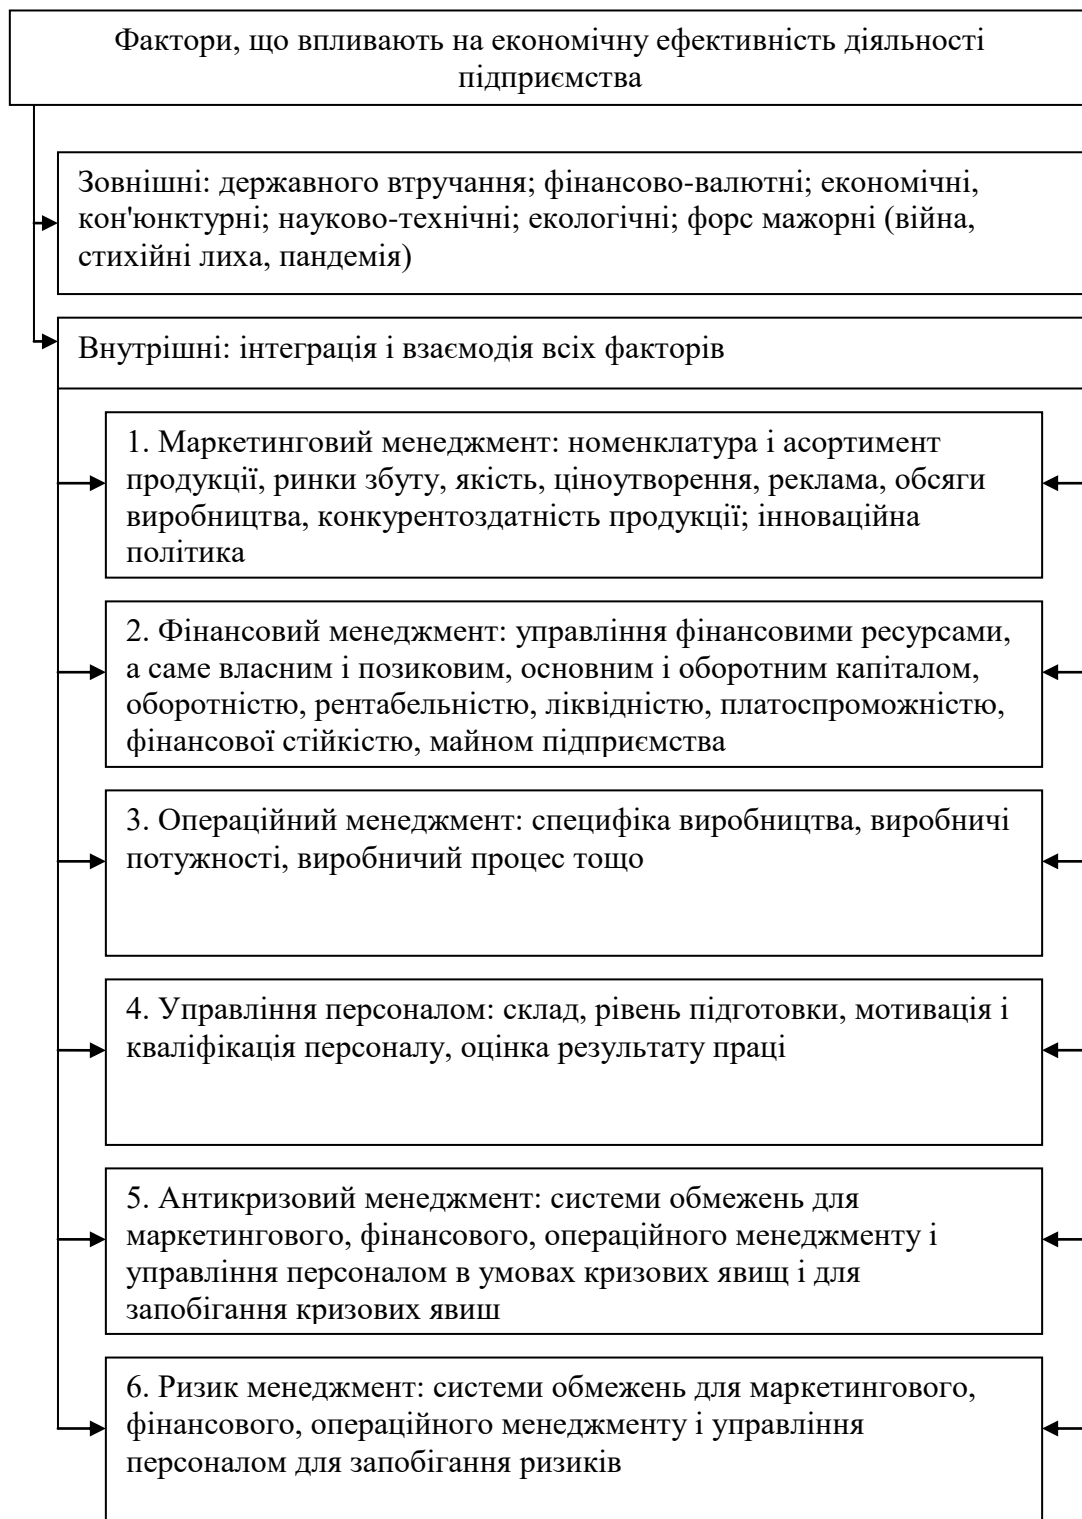 Фактори, що впливають на економічну ефективність діяльності
підприємства
Зовнішні: державного втручання; фінансово-валютні; економічні,
кон'юнктурні; науково-технічні; екологічні; форс мажорні (війна,
стихійні лиха, пандемія)
Внутрішні: інтеграція і взаємодія всіх факторів
1. Маркетинговий менеджмент: номенклатура і асортимент
продукції, ринки збуту, якість, ціноутворення, реклама, обсяги
виробництва, конкурентоздатність продукції; інноваційна
політика
2. Фінансовий менеджмент: управління фінансовими ресурсами,
а саме власним і позиковим, основним і оборотним капіталом,
оборотністю, рентабельністю, ліквідністю, платоспроможністю,
фінансової стійкістю, майном підприємства
3. Операційний менеджмент: специфіка виробництва, виробничі
потужності, виробничий процес тощо
4. Управління персоналом: склад, рівень підготовки, мотивація і
кваліфікація персоналу, оцінка результату праці
5. Антикризовий менеджмент: системи обмежень для
маркетингового, фінансового, операційного менеджменту і
управління персоналом в умовах кризових явищ і для
запобігання кризових явиш
6. Ризик менеджмент: системи обмежень для маркетингового,
фінансового, операційного менеджменту і управління
персоналом для запобігання ризиків